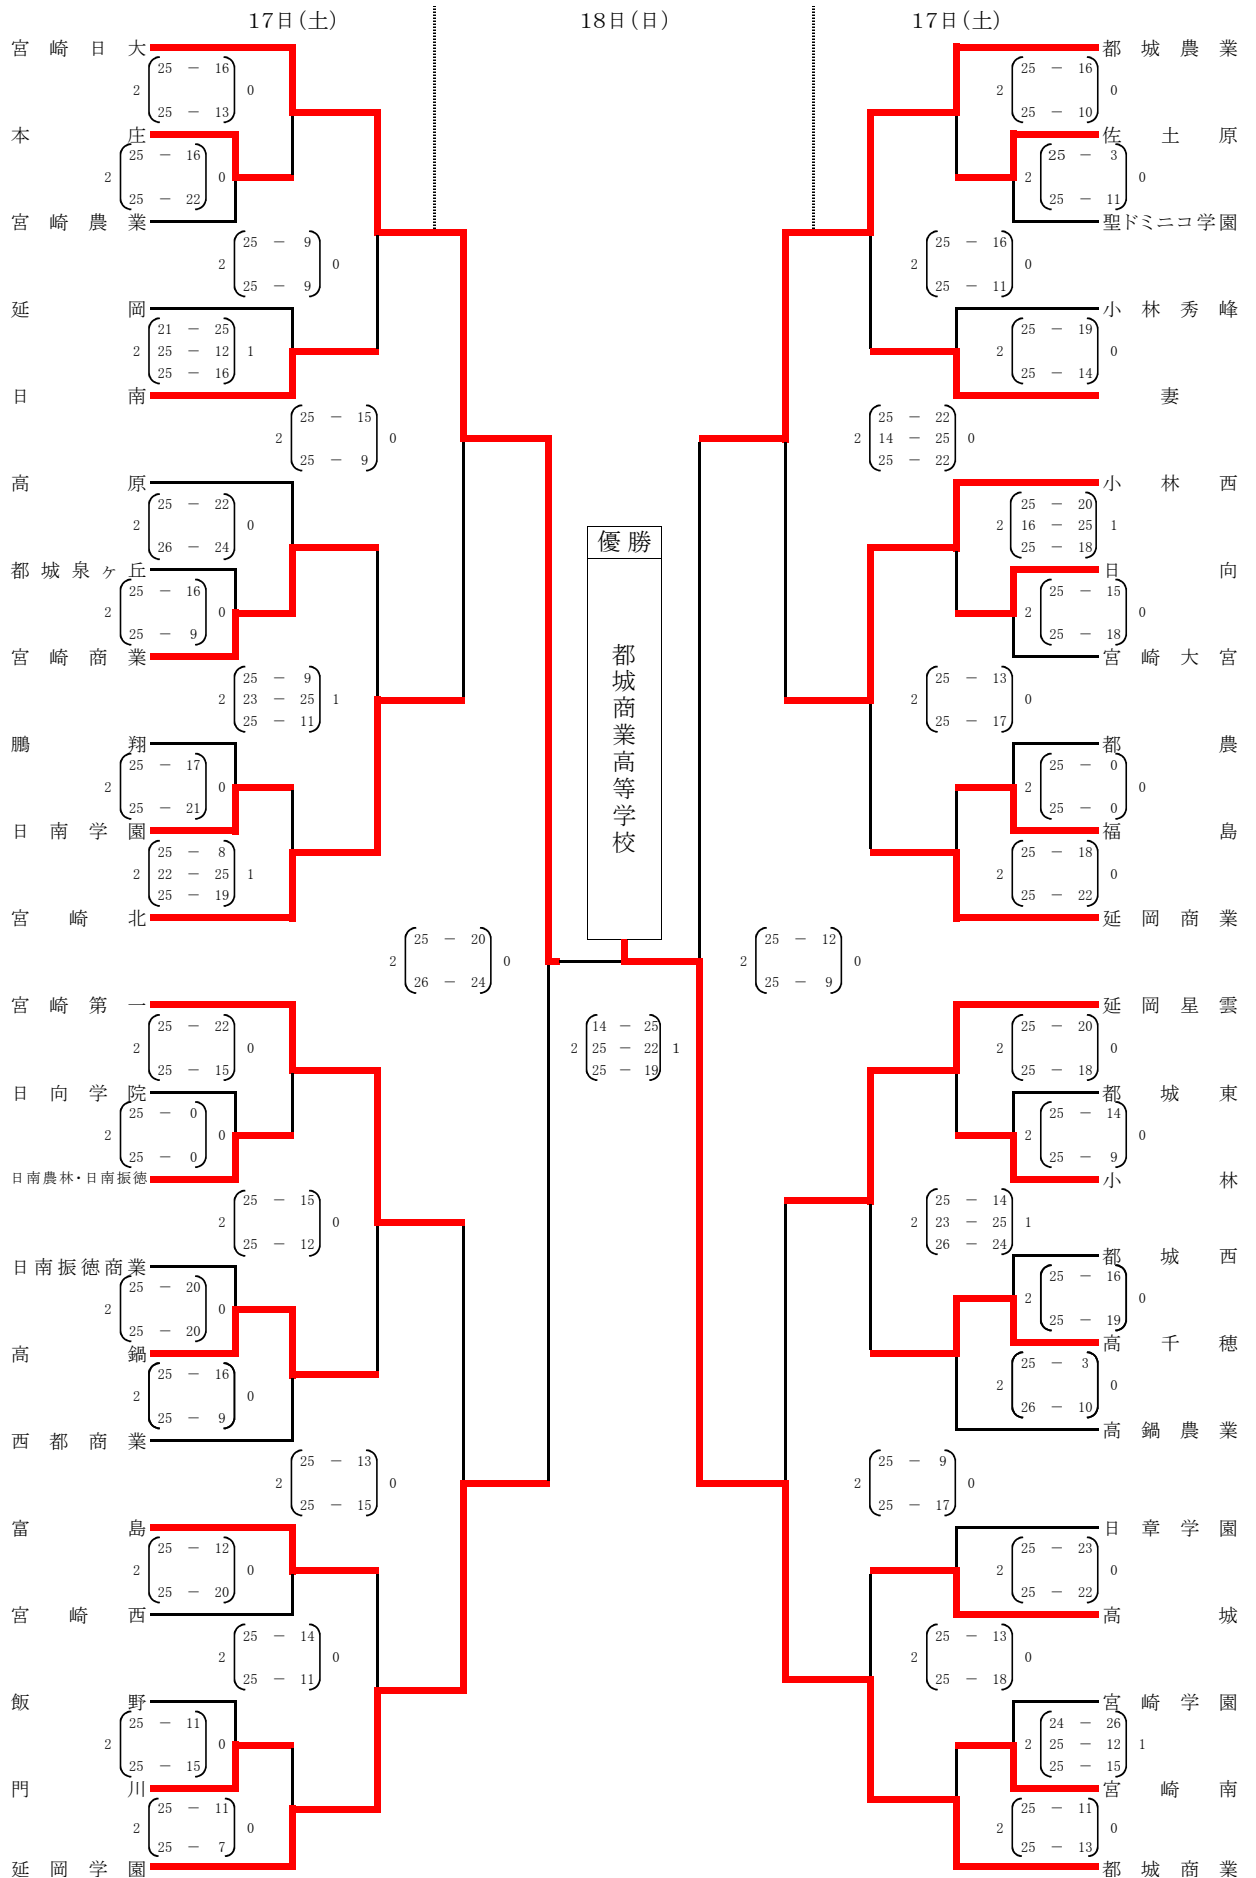 17日(土)
18日(日)
17日(土)
宮崎日大
25 － 16
2 0
25 － 13
本庄
25 － 16
2 0
25 － 22
宮崎農業
25 － 9
2 0
25 － 9
延岡
21 － 25
2 25 － 12 1
25 － 16
日南
25 － 15
2 0
25 － 9
高原
25 － 22
2 0
26 － 24
都城泉ヶ丘
25 － 16
2 0
25 － 9
宮崎商業
25 － 9
2 23 － 25 1
25 － 11
鵬翔
25 － 17
2 0
25 － 21
日南学園
25 － 8
2 22 － 25 1
25 － 19
宮崎北
25 － 20
2 0
26 － 24
宮崎第一
25 － 22
2 0
25 － 15
日向学院
25 － 0
2 0
25 － 0
日南農林・日南振徳
25 － 15
2 0
25 － 12
日南振徳商業
25 － 20
2 0
25 － 20
高鍋
25 － 16
2 0
25 － 9
西都商業
25 － 13
2 0
25 － 15
富島
25 － 12
2 0
25 － 20
宮崎西
25 － 14
2 0
25 － 11
飯野
25 － 11
2 0
25 － 15
門川
25 － 11
2 0
25 － 7
延岡学園
優勝
都城商業高等学校
14 － 25
2 25 － 22 1
25 － 19
都城農業
25 － 16
2 0
25 － 10
佐土原
25 － 3
2 0
25 － 11
聖ドミニコ学園
25 － 16
2 0
25 － 11
小林秀峰
25 － 19
2 0
25 － 14
妻
25 － 22
2 14 － 25 0
25 － 22
小林西
25 － 20
2 16 － 25 1
25 － 18
日向
25 － 15
2 0
25 － 18
宮崎大宮
25 － 13
2 0
25 － 17
都農
25 － 0
2 0
25 － 0
福島
25 － 18
2 0
25 － 22
延岡商業
25 － 12
2 0
25 － 9
延岡星雲
25 － 20
2 0
25 － 18
都城東
25 － 14
2 0
25 － 9
小林
25 － 14
2 23 － 25 1
26 － 24
都城西
25 － 16
2 0
25 － 19
高千穂
25 － 3
2 0
26 － 10
高鍋農業
25 － 9
2 0
25 － 17
日章学園
25 － 23
2 0
25 － 22
高城
25 － 13
2 0
25 － 18
宮崎学園
24 － 26
2 25 － 12 1
25 － 15
宮崎南
25 － 11
2 0
25 － 13
都城商業